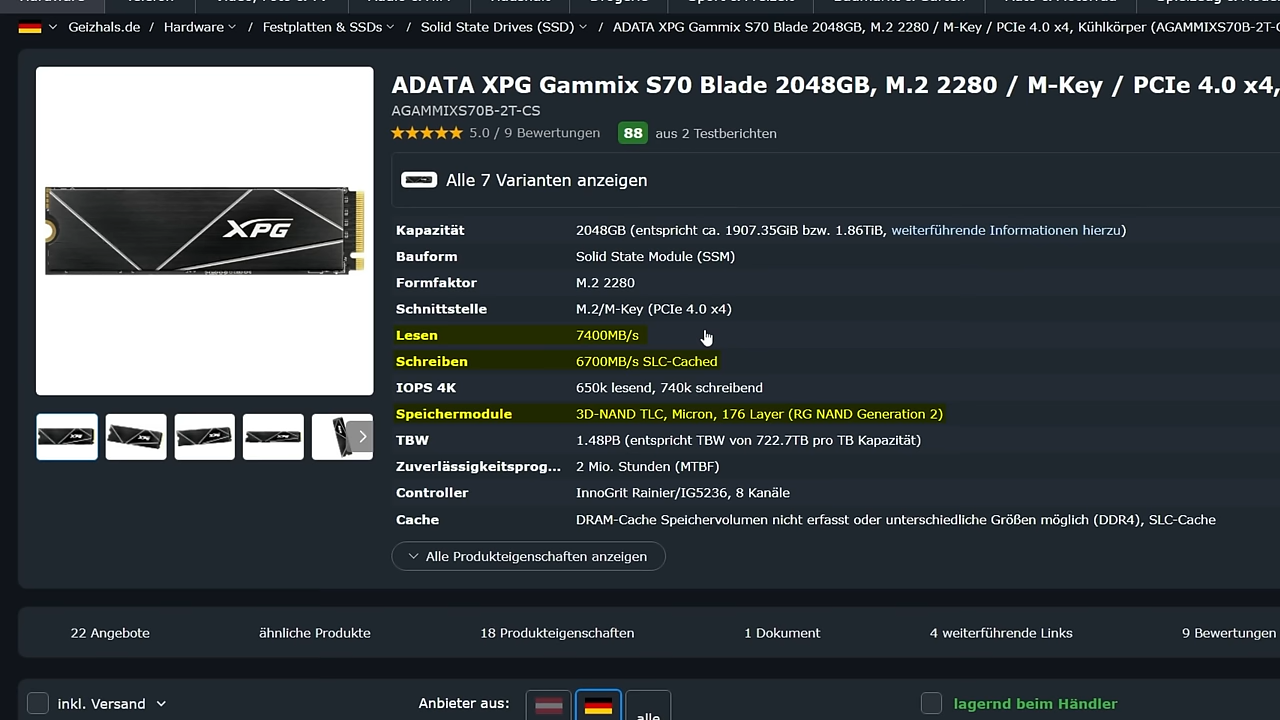 Hardware
Geizhals.de / Hardware / Festplatten & SSDs / Solid State Drives (SSD) / ADATA XPG Gammix S70 Blade 2048GB, M.2 2280 / M-Key / PCIe 4.0 x4, Kühlkörper (AGAMMIXS70B-2T-C
ADATA XPG Gammix S70 Blade 2048GB, M.2 2280 / M-Key / PCIe 4.0 x4,
AGAMMIXS70B-2T-CS
5.0 / 9 Bewertungen 88 aus 2 Testberichten
XPG
Alle 7 Varianten anzeigen
Kapazität 2048GB (entspricht ca. 1907.35GiB bzw. 1.86TiB, weiterführende Informationen hierzu)
Bauform Solid State Module (SSM)
Formfaktor M.2 2280
Schnittstelle M.2/M-Key (PCIe 4.0 x4)
Lesen 7400MB/s
Schreiben 6700MB/s SLC-Cached
IOPS 4K 650k lesend, 740k schreibend
Speichermodule 3D-NAND TLC, Micron, 176 Layer (RG NAND Generation 2)
TBW 1.48PB (entspricht TBW von 722.7TB pro TB Kapazität)
Zuverlässigkeitsprog... 2 Mio. Stunden (MTBF)
Controller InnoGrit Rainier/IG5236, 8 Kanäle
Cache DRAM-Cache Speichervolumen nicht erfasst oder unterschiedliche Größen möglich (DDR4), SLC-Cache
Alle Produkteigenschaften anzeigen
22 Angebote ähnliche Produkte 18 Produkteigenschaften 1 Dokument 4 weiterführende Links 9 Bewertungen
inkl. Versand Anbieter aus: alle lagernd beim Händler